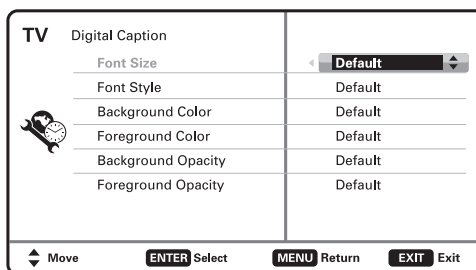 TV Digital Caption
Font Size Default
Font Style Default
Background Color Default
Foreground Color Default
Background Opacity Default
Foreground Opacity Default
Move ENTER Select MENU Return EXIT Exit